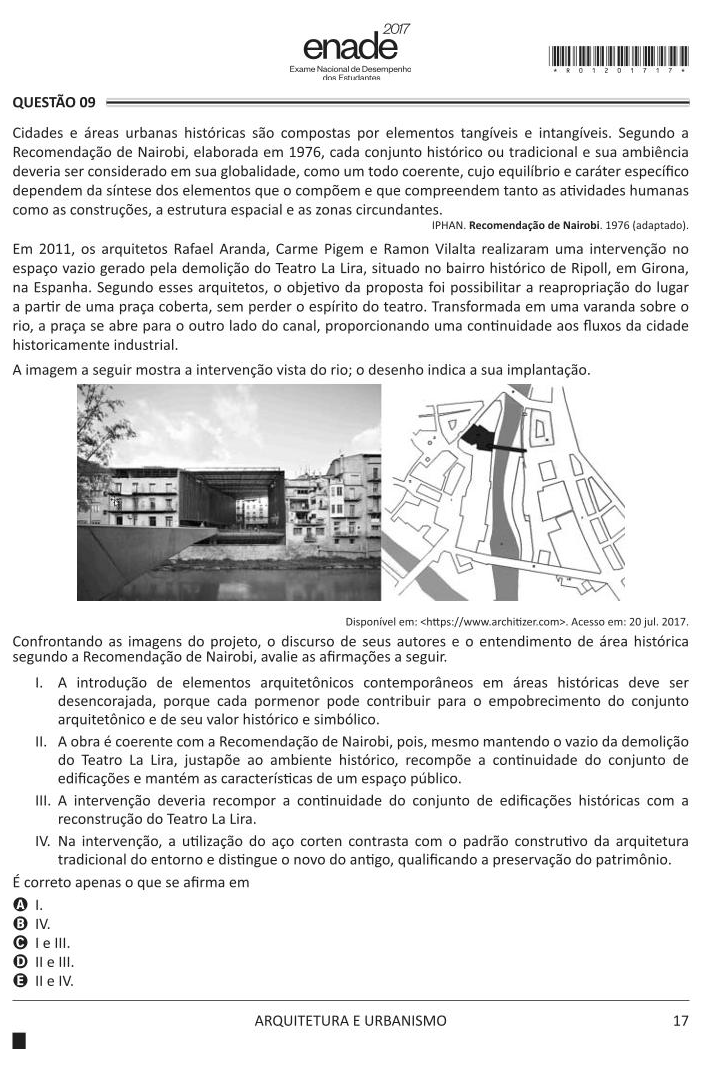 2017
enade
Exame Nacional de Desempenho
dos Estudantes
*R01201717*
QUESTÃO 09
Cidades e áreas urbanas históricas são compostas por elementos tangíveis e intangíveis. Segundo a
Recomendação de Nairobi, elaborada em 1976, cada conjunto histórico ou tradicional e sua ambiência
deveria ser considerado em sua globalidade, como um todo coerente, cujo equilíbrio e caráter específico
dependem da síntese dos elementos que o compõem e que compreendem tanto as atividades humanas
como as construções, a estrutura espacial e as zonas circundantes.
IPHAN. Recomendação de Nairobi. 1976 (adaptado).
Em 2011, os arquitetos Rafael Aranda, Carme Pigem e Ramon Vilalta realizaram uma intervenção no
espaço vazio gerado pela demolição do Teatro La Lira, situado no bairro histórico de Ripoll, em Girona,
na Espanha. Segundo esses arquitetos, o objetivo da proposta foi possibilitar a reapropriação do lugar
a partir de uma praça coberta, sem perder o espírito do teatro. Transformada em uma varanda sobre o
rio, a praça se abre para o outro lado do canal, proporcionando uma continuidade aos fluxos da cidade
historicamente industrial.
A imagem a seguir mostra a intervenção vista do rio; o desenho indica a sua implantação.
Disponível em: <https://www.architizer.com>. Acesso em: 20 jul. 2017.
Confrontando as imagens do projeto, o discurso de seus autores e o entendimento de área histórica
segundo a Recomendação de Nairobi, avalie as afirmações a seguir.
I. A introdução de elementos arquitetônicos contemporâneos em áreas históricas deve ser
desencorajada, porque cada pormenor pode contribuir para o empobrecimento do conjunto
arquitetônico e de seu valor histórico e simbólico.
II. A obra é coerente com a Recomendação de Nairobi, pois, mesmo mantendo o vazio da demolição
do Teatro La Lira, justapõe ao ambiente histórico, recompõe a continuidade do conjunto de
edificações e mantém as características de um espaço público.
III. A intervenção deveria recompor a continuidade do conjunto de edificações históricas com a
reconstrução do Teatro La Lira.
IV. Na intervenção, a utilização do aço corten contrasta com o padrão construtivo da arquitetura
tradicional do entorno e distingue o novo do antigo, qualificando a preservação do patrimônio.
É correto apenas o que se afirma em
A I.
B IV.
C I e III.
D II e III.
E II e IV.
ARQUITETURA E URBANISMO
17